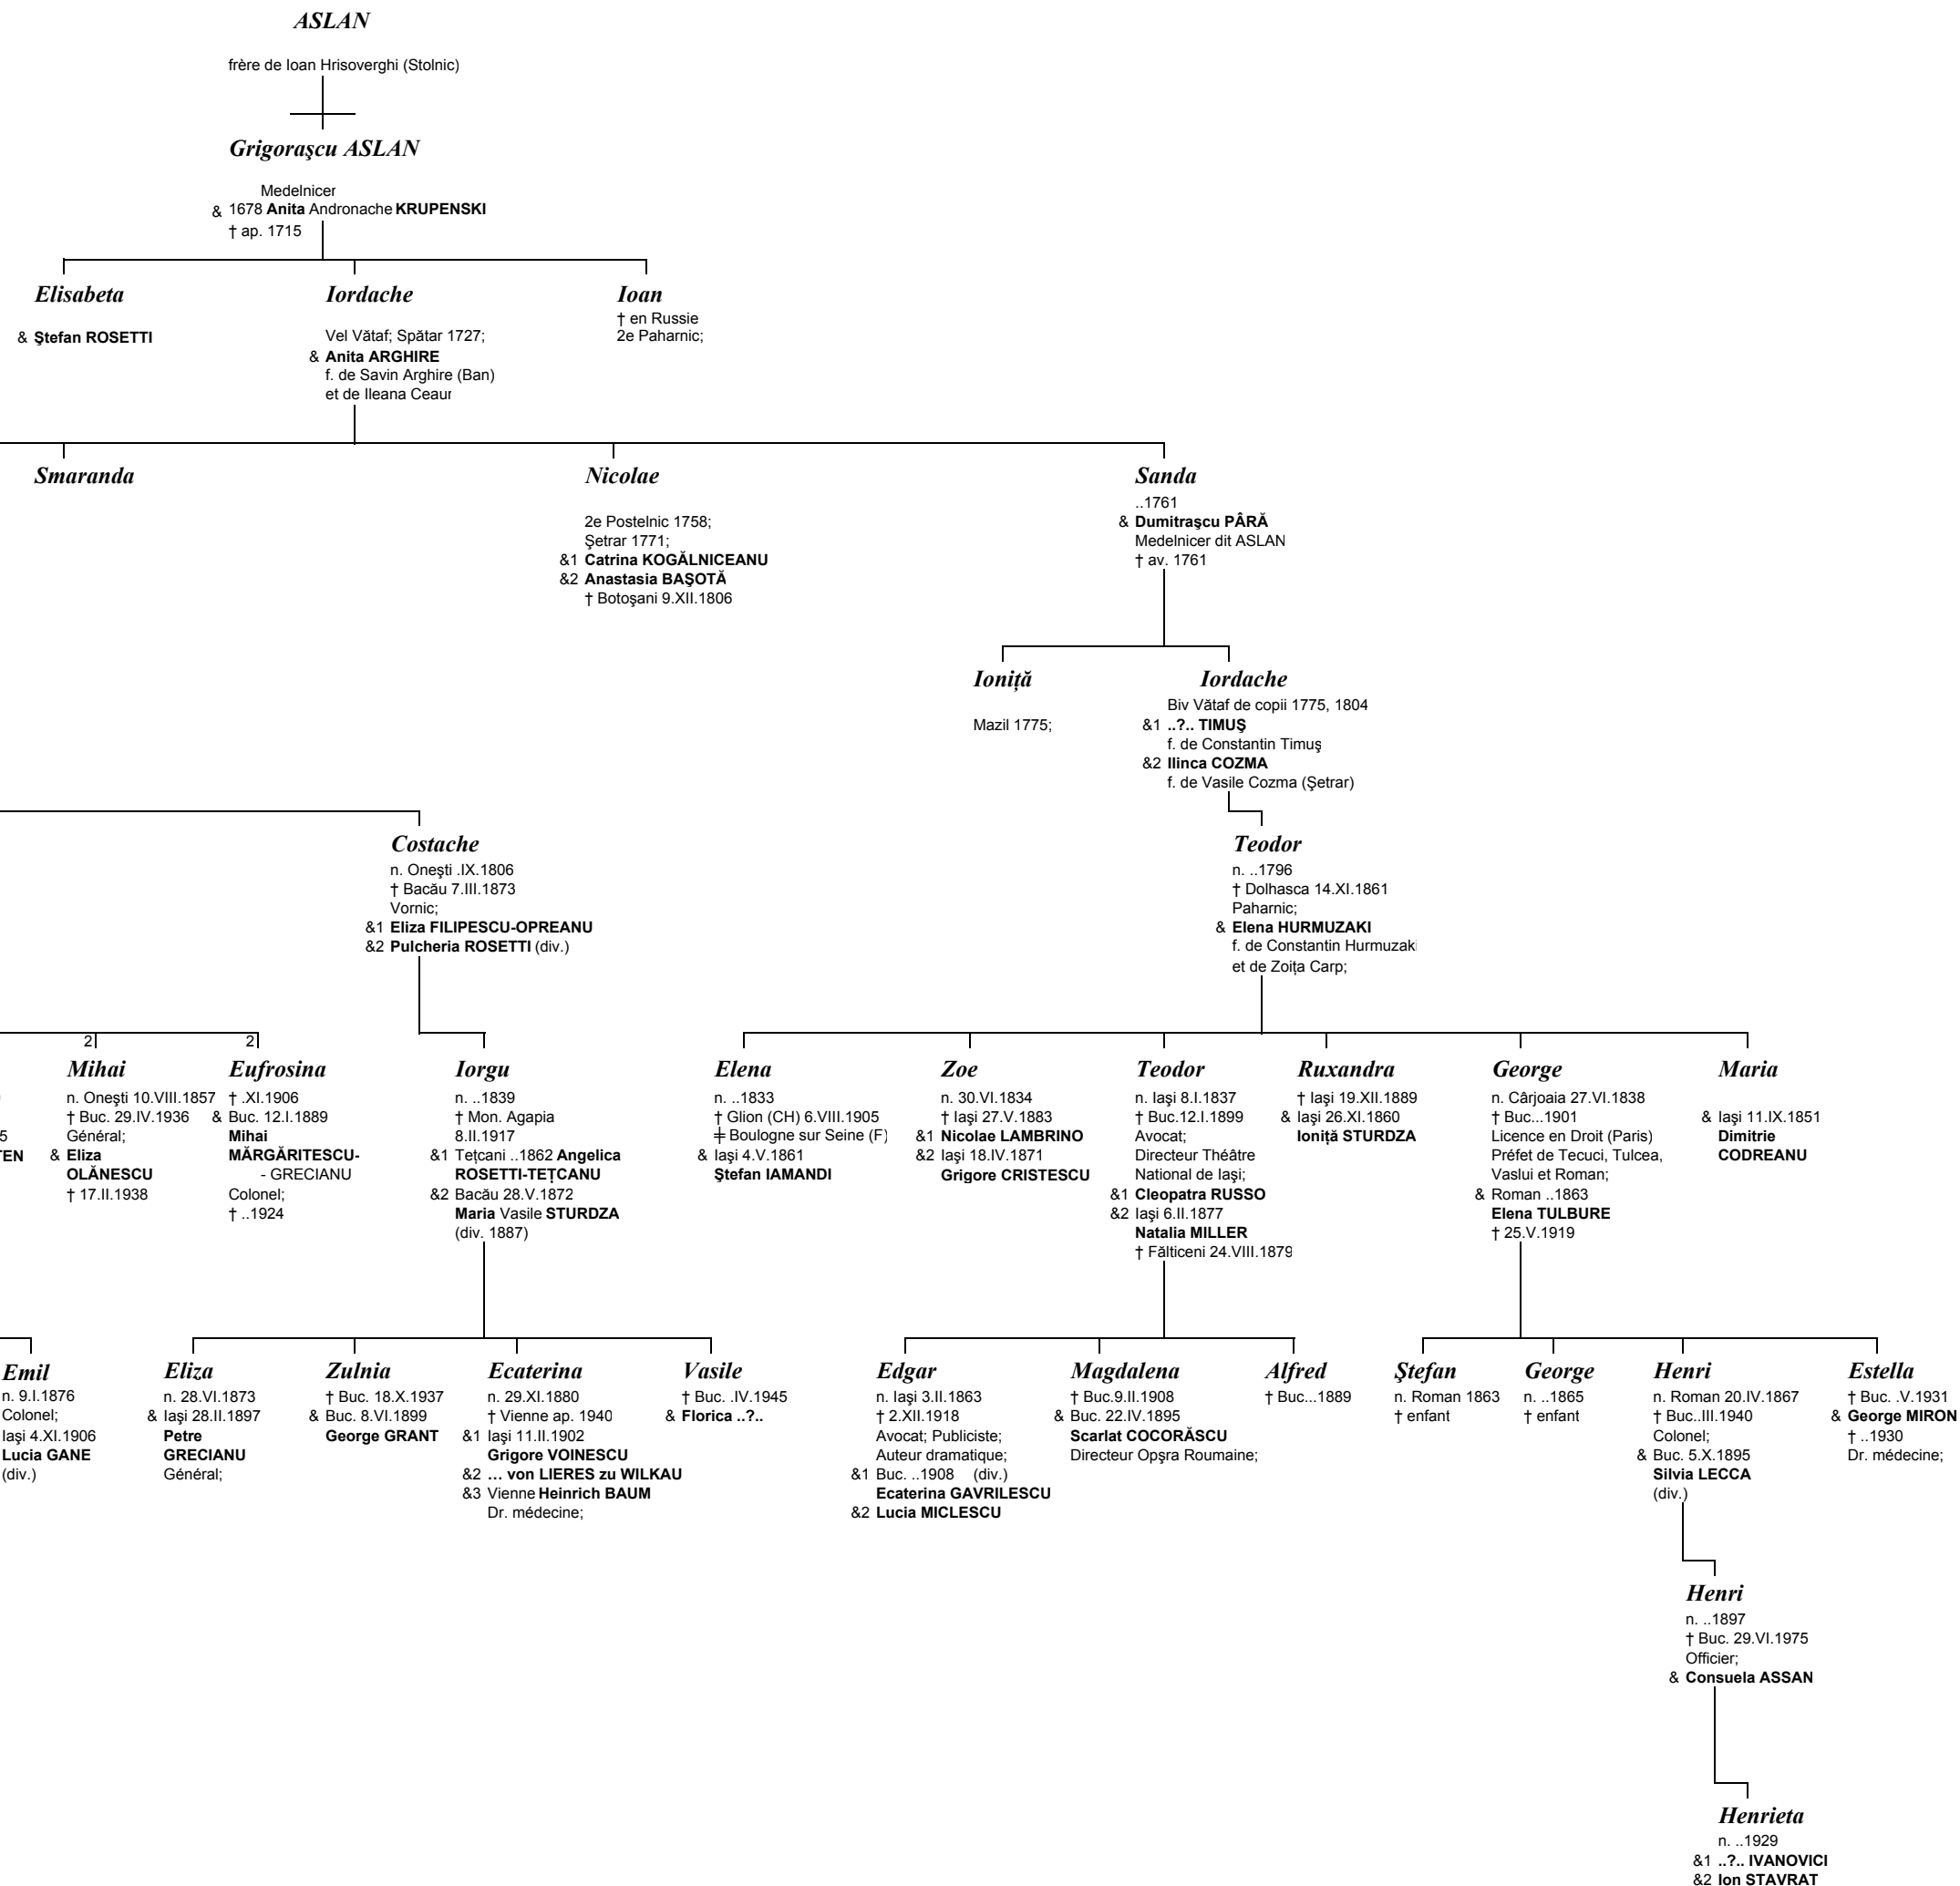 ASLAN
frère de Ioan Hrisoverghi (Stolnic)
Grigoraşcu ASLAN
Medelnicer
& 1678 Anita Andronache KRUPENSKI
† ap. 1715
Elisabeta
& Ştefan ROSETTI
Iordache
Vel Vătaf; Spătar 1727;
& Anita ARGHIRE
f. de Savin Arghire (Ban)
et de Ileana Ceaur
Ioan
† en Russie
2e Paharnic;
Smaranda
Nicolae
2e Postelnic 1758;
Şetrar 1771;
&1 Catrina KOGĂLNICEANU
&2 Anastasia BAŞOTĂ
† Botoşani 9.XII.1806
Sanda
..1761
& Dumitraşcu PÂRĂ
Medelnicer dit ASLAN
† av. 1761
Ioniţă
Mazil 1775;
Iordache
Biv Vătaf de copii 1775, 1804
&1 ..?.. TIMUŞ
f. de Constantin Timuş
&2 Ilinca COZMA
f. de Vasile Cozma (Şetrar)
Costache
n. Oneşti .IX.1806
† Bacău 7.III.1873
Vornic;
&1 Eliza FILIPESCU-OPREANU
&2 Pulcheria ROSETTI (div.)
Teodor
n. ..1796
† Dolhasca 14.XI.1861
Paharnic;
& Elena HURMUZAKI
f. de Constantin Hurmuzaki
et de Zoiţa Carp;
5
TEN
2
Mihai
n. Oneşti 10.VIII.1857
† Buc. 29.IV.1936
Général;
& Eliza
OLĂNESCU
† 17.II.1938
2
Eufrosina
† .XI.1906
& Buc. 12.I.1889
Mihai
MĂRGĂRITESCU-
- GRECIANU
Colonel;
† ..1924
Iorgu
n. ..1839
† Mon. Agapia
8.II.1917
&1 Teţcani ..1862 Angelica
ROSETTI-TEŢCANU
&2 Bacău 28.V.1872
Maria Vasile STURDZA
(div. 1887)
Elena
n. ..1833
† Glion (CH) 6.VIII.1905
ǂ Boulogne sur Seine (F)
& Iaşi 4.V.1861
Ştefan IAMANDI
Zoe
n. 30.VI.1834
† Iaşi 27.V.1883
&1 Nicolae LAMBRINO
&2 Iaşi 18.IV.1871
Grigore CRISTESCU
Teodor
n. Iaşi 8.I.1837
† Buc.12.I.1899
Avocat;
Directeur Théâtre
National de Iaşi;
&1 Cleopatra RUSSO
&2 Iaşi 6.II.1877
Natalia MILLER
† Fălticeni 24.VIII.1879
Ruxandra
† Iaşi 19.XII.1889
& Iaşi 26.XI.1860
Ioniţă STURDZA
George
n. Cârjoaia 27.VI.1838
† Buc...1901
Licence en Droit (Paris)
Préfet de Tecuci, Tulcea,
Vaslui et Roman;
& Roman ..1863
Elena TULBURE
† 25.V.1919
Maria
& Iaşi 11.IX.1851
Dimitrie
CODREANU
Emil
n. 9.I.1876
Colonel;
Iaşi 4.XI.1906
Lucia GANE
(div.)
Eliza
n. 28.VI.1873
& Iaşi 28.II.1897
Petre
GRECIANU
Général;
Zulnia
† Buc. 18.X.1937
& Buc. 8.VI.1899
George GRANT
Ecaterina
n. 29.XI.1880
† Vienne ap. 1940
&1 Iaşi 11.II.1902
Grigore VOINESCU
&2 ... von LIERES zu WILKAU
&3 Vienne Heinrich BAUM
Dr. médecine;
Vasile
† Buc. .IV.1945
& Florica ..?..
Edgar
n. Iaşi 3.II.1863
† 2.XII.1918
Avocat; Publiciste;
Auteur dramatique;
&1 Buc. ..1908 (div.)
Ecaterina GAVRILESCU
&2 Lucia MICLESCU
Magdalena
† Buc.9.II.1908
& Buc. 22.IV.1895
Scarlat COCORĂSCU
Directeur Opşra Roumaine;
Alfred
† Buc...1889
Ştefan
n. Roman 1863
† enfant
George
n. ..1865
† enfant
Henri
n. Roman 20.IV.1867
† Buc..III.1940
Colonel;
& Buc. 5.X.1895
Silvia LECCA
(div.)
Estella
† Buc. .V.1931
& George MIRON
† ..1930
Dr. médecine;
Henri
n. ..1897
† Buc. 29.VI.1975
Officier;
& Consuela ASSAN
Henrieta
n. ..1929
&1 ..?.. IVANOVICI
&2 Ion STAVRAT